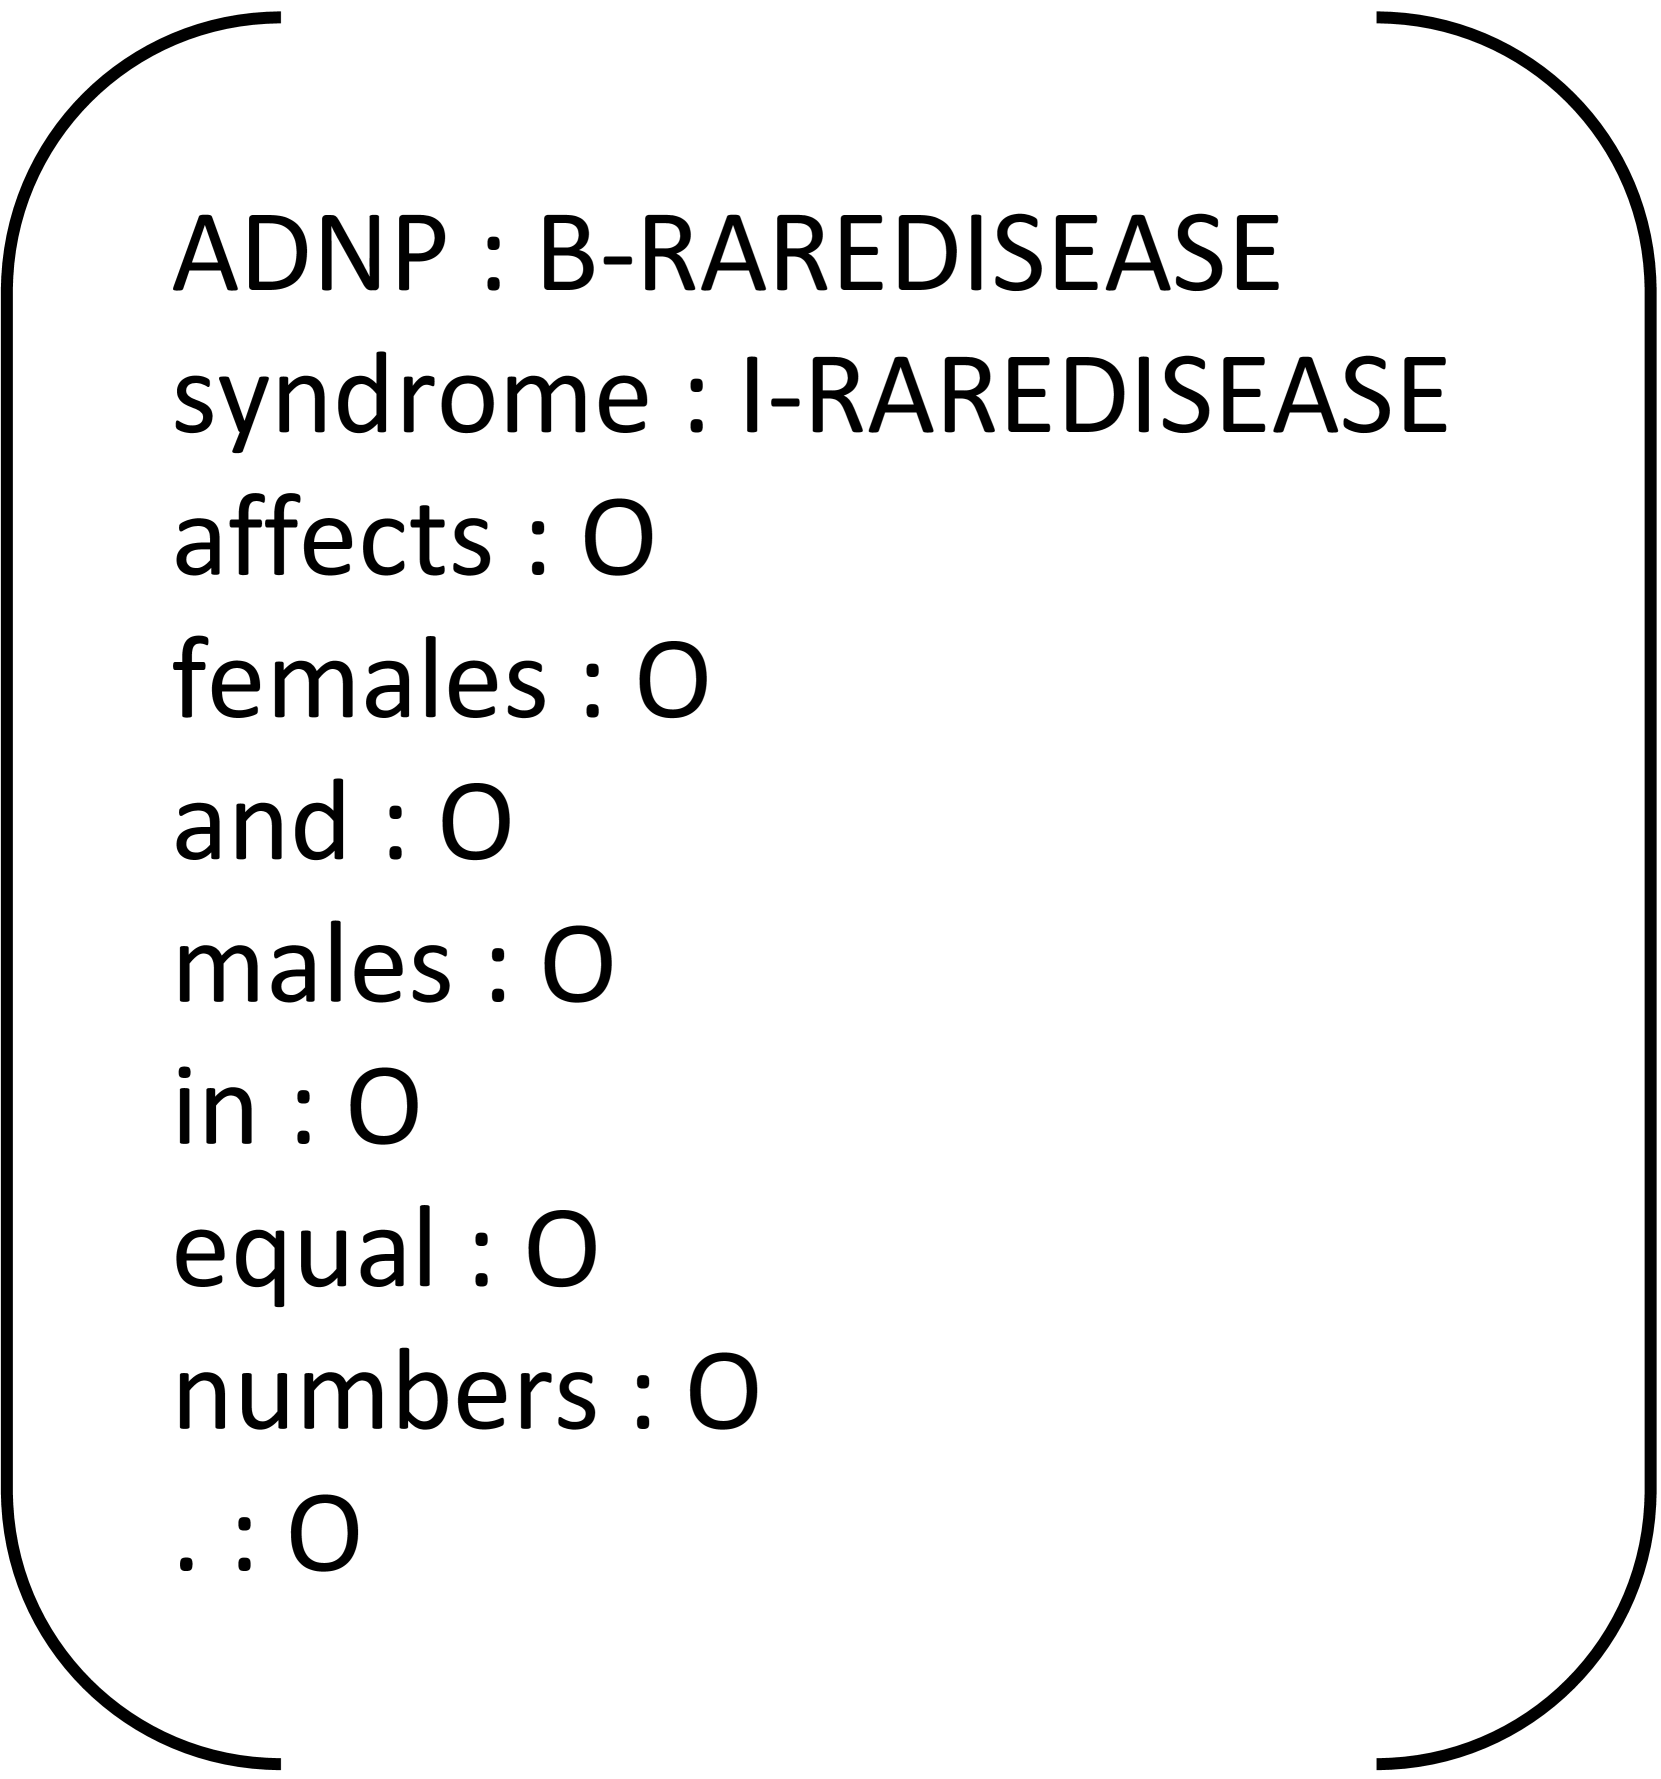 ADNP : B-RAREDISEASE
syndrome : I-RAREDISEASE
affects : O
females : O
and : O
males : O
in : O
equal : O
numbers : O
. : O